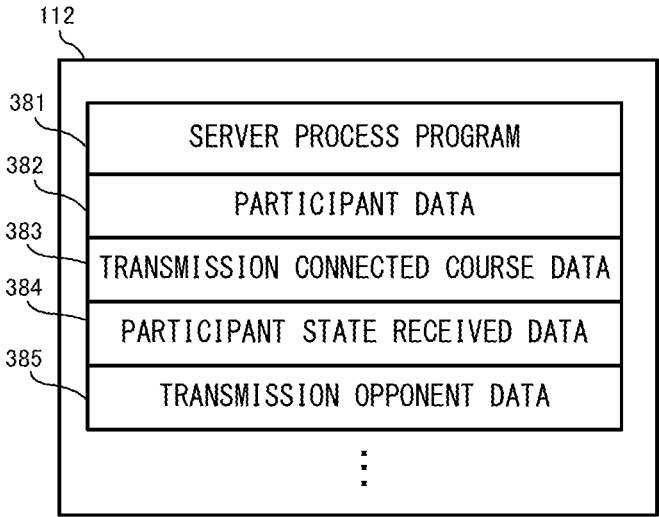 112
381
SERVER PROCESS PROGRAM
382
PARTICIPANT DATA
383
TRANSMISSION CONNECTED COURSE DATA
384
PARTICIPANT STATE RECEIVED DATA
385
TRANSMISSION OPPONENT DATA